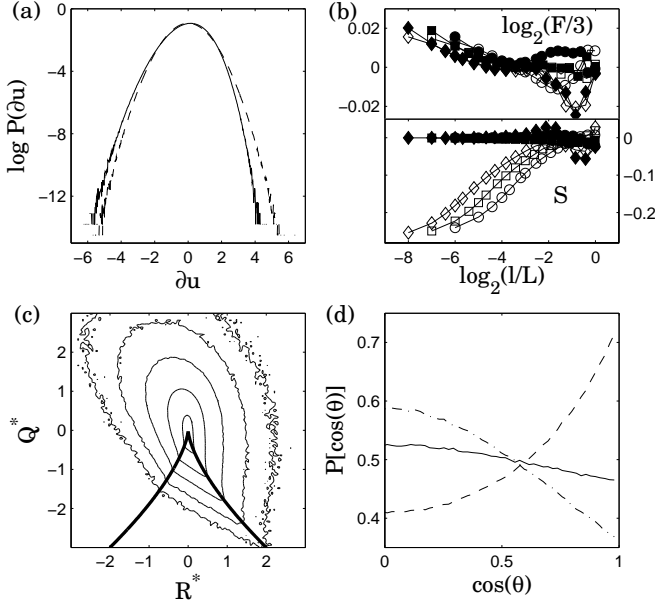 (a)
0
−4
−8
−12
log P(∂u)
−6 −4 −2 0 2 4 6
∂u
(b)
log2(F/3)
0.02
0
−0.02
0
−0.1
−0.2
S
−8 −6 −4 −2 0
log2(l/L)
(c)
2
1
0
−1
−2
Q*
−2 −1 0 1 2
R*
(d)
0.7
0.6
0.5
0.4
P[cos(θ)]
0 0.5 1
cos(θ)